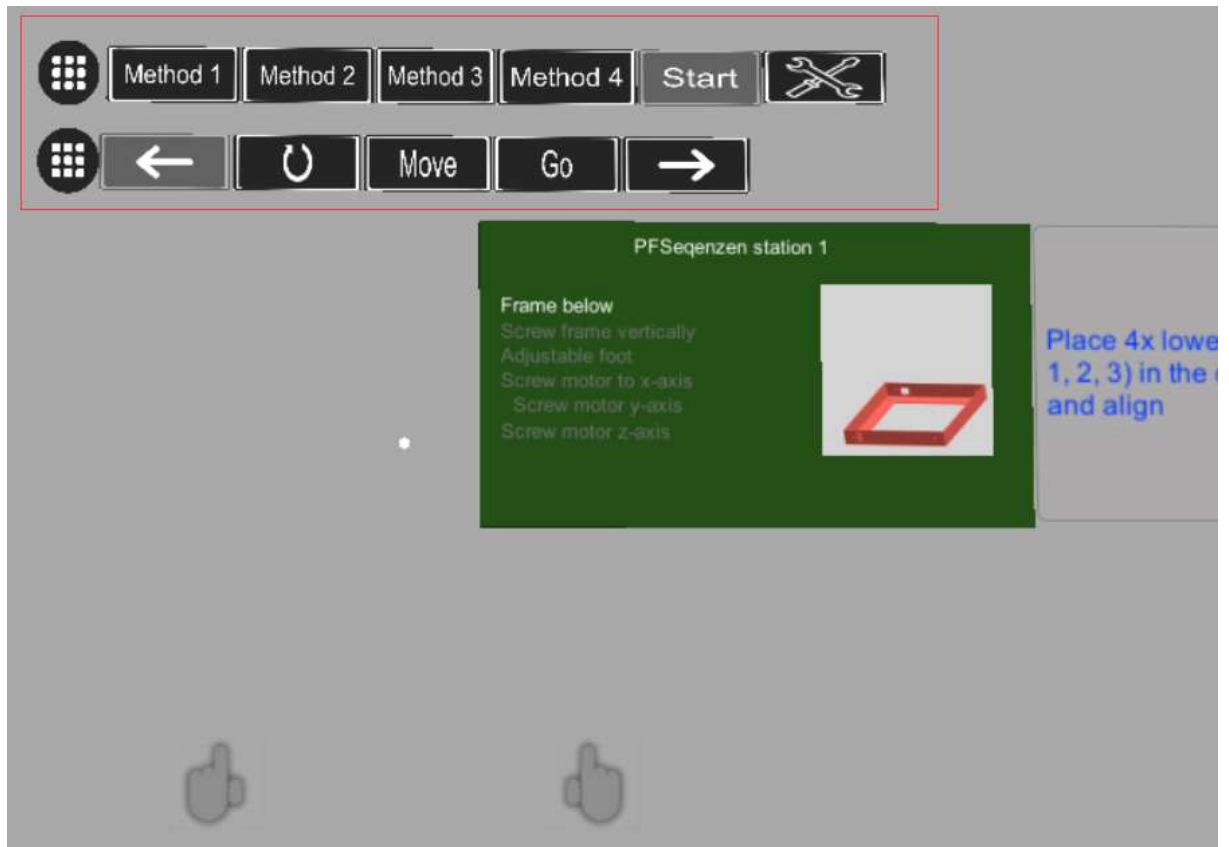 Method 1 Method 2 Method 3 Method 4 Start
Move Go
PFSeqenzen station 1
Frame below
Screw frame vertically
Adjustable foot
Screw motor to x-axis
Screw motor y-axis
Screw motor z-axis
Place 4x lowe
1, 2, 3) in the
and align